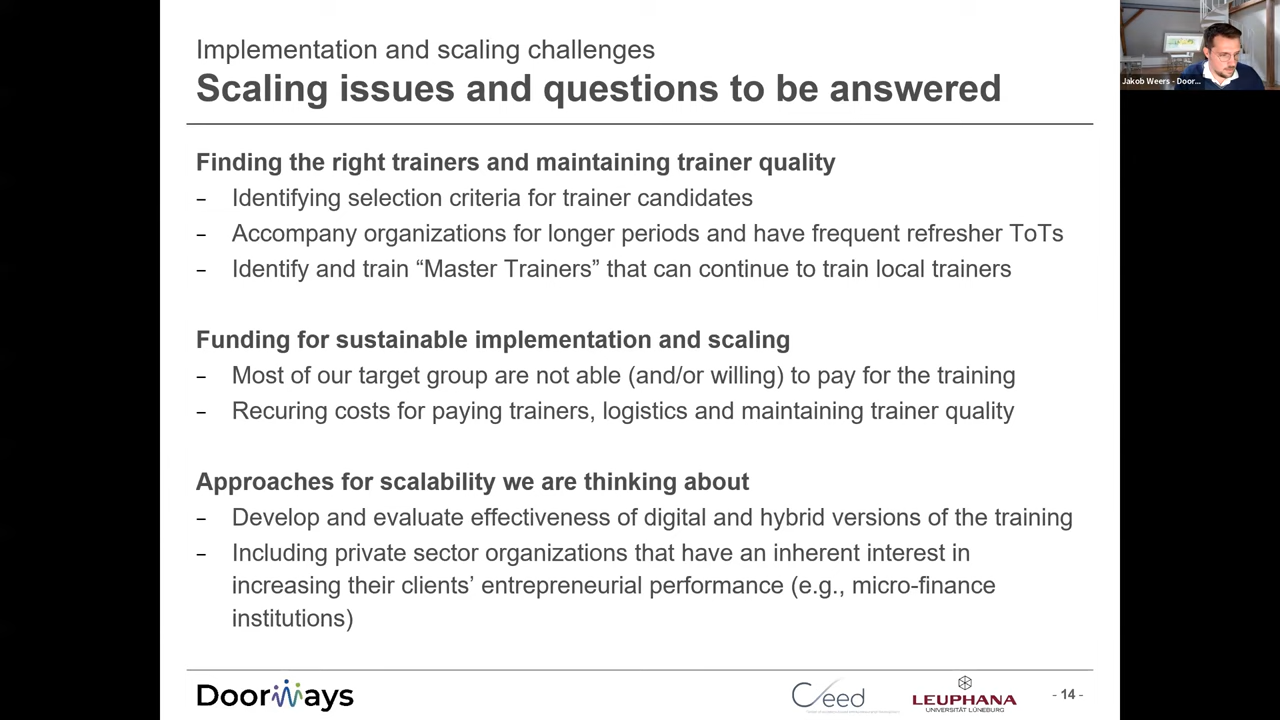 Implementation and scaling challenges
Scaling issues and questions to be answered
Jakob Weers - Door...
Finding the right trainers and maintaining trainer quality
– Identifying selection criteria for trainer candidates
– Accompany organizations for longer periods and have frequent refresher ToTs
– Identify and train “Master Trainers” that can continue to train local trainers
Funding for sustainable implementation and scaling
– Most of our target group are not able (and/or willing) to pay for the training
– Recuring costs for paying trainers, logistics and maintaining trainer quality
Approaches for scalability we are thinking about
– Develop and evaluate effectiveness of digital and hybrid versions of the training
– Including private sector organizations that have an inherent interest in
increasing their clients’ entrepreneurial performance (e.g., micro-finance
institutions)
Doorways
Ceed
LEUPHANA
UNIVERSITÄT LÜNEBURG
- 14 -